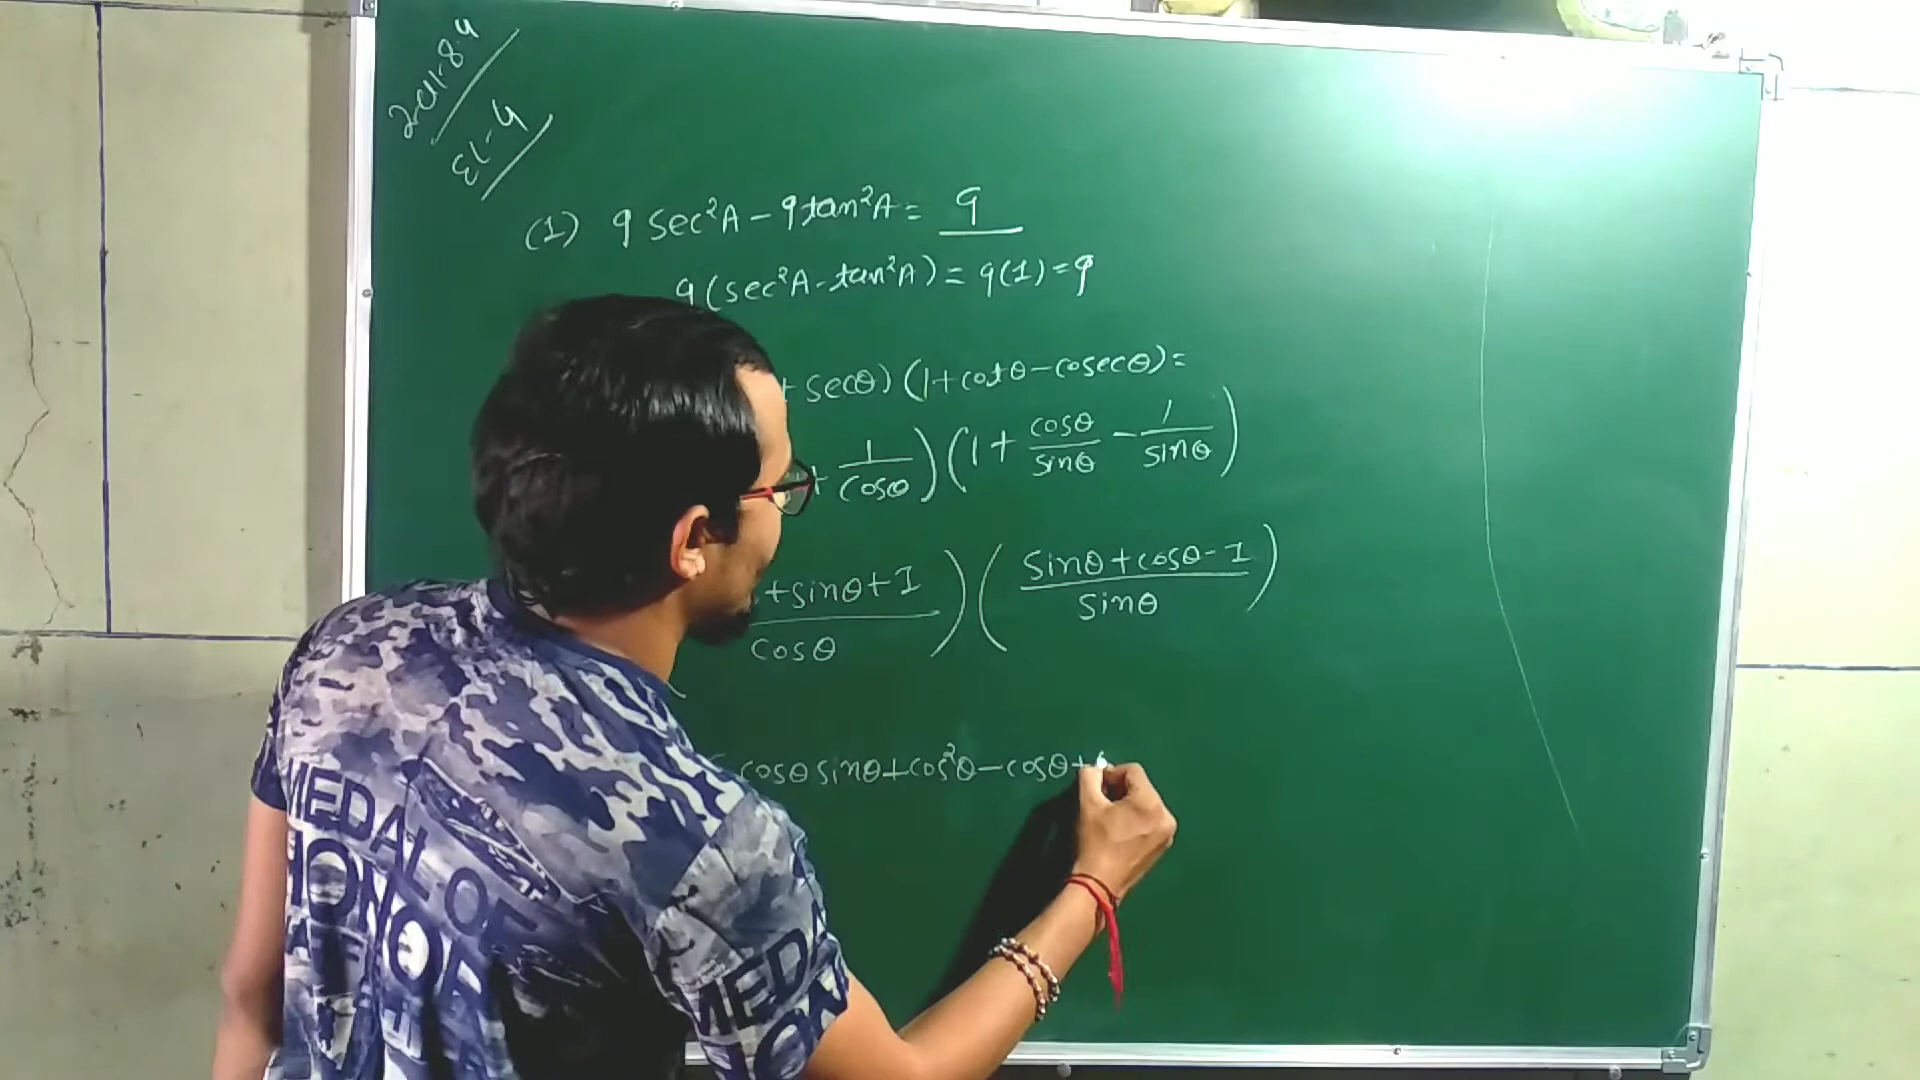 2011-8.4
El-4
(1) 9 sec²A - 9 tan²A = 9
9 (sec²A - tan²A) = 9(1) = 9
+ secθ) (1 + cotθ - cosecθ) =
+ 1/cosθ) (1 + cosθ/sinθ - 1/sinθ)
+ sinθ + 1 / cosθ) (sinθ + cosθ - 1 / sinθ)
cosθ sinθ + cos²θ - cosθ +
MEDAL OF
HONOR
MEDAL